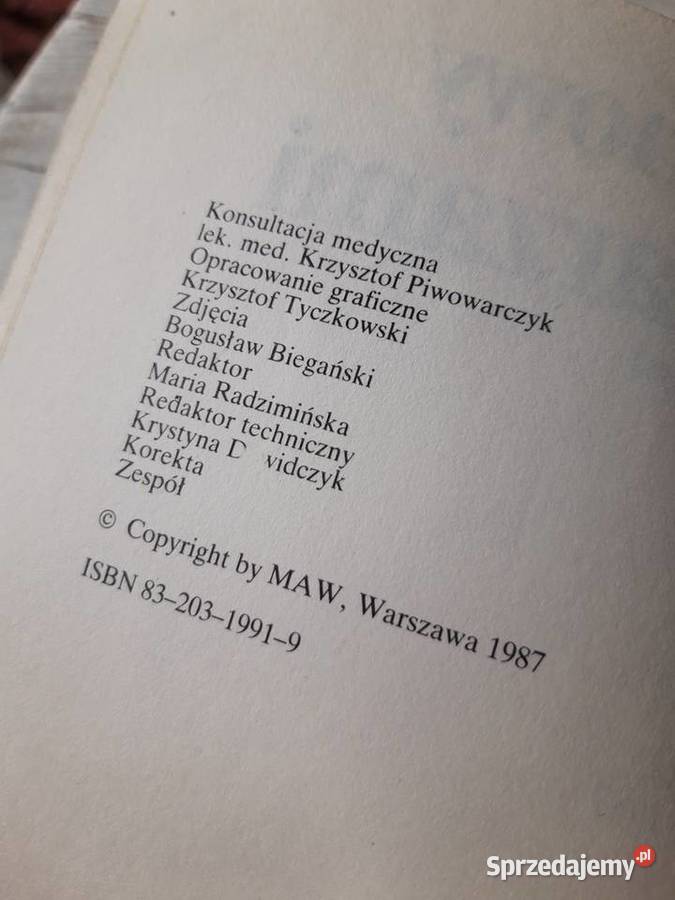 Konsultacja medyczna
lek. med. Krzysztof Piwowarczyk
Opracowanie graficzne
Krzysztof Tyczkowski
Zdjęcia
Bogusław Biegański
Redaktor
Maria Radzimińska
Redaktor techniczny
Krystyna
Korekta
Zespół
© Copyright by MAW, Warszawa 1987
ISBN 83–203–1991–9
Sprzedajemy.pl